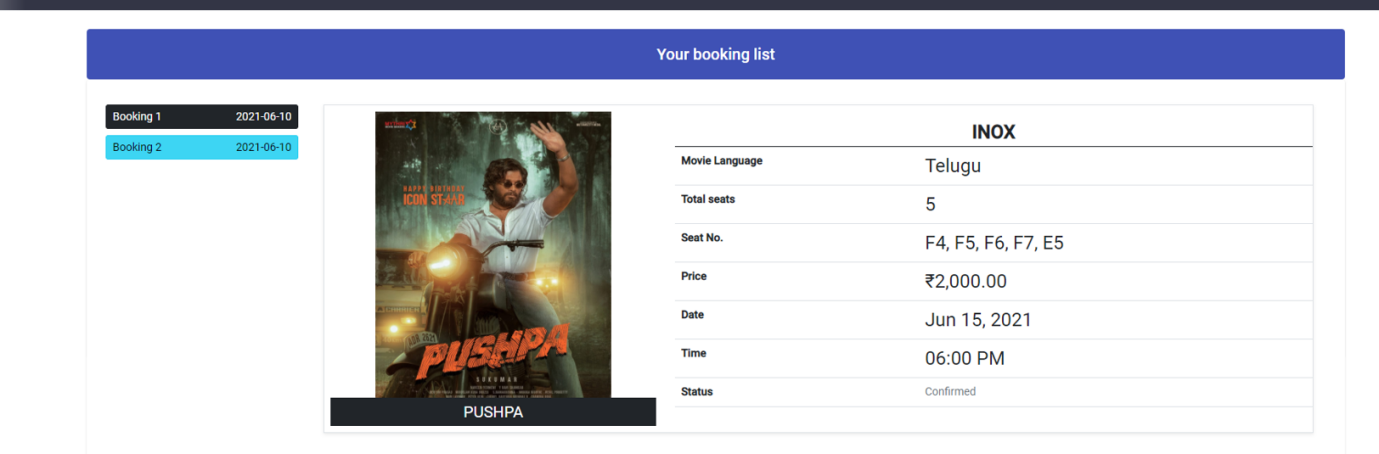 Your booking list
Booking 1 2021-06-10
Booking 2 2021-06-10
HAPPY BIRTHDAY
ICON STAAR
PUSHPA
SUKUMAR
PUSHPA
INOX
Movie Language Telugu
Total seats 5
Seat No. F4, F5, F6, F7, E5
Price ₹2,000.00
Date Jun 15, 2021
Time 06:00 PM
Status Confirmed